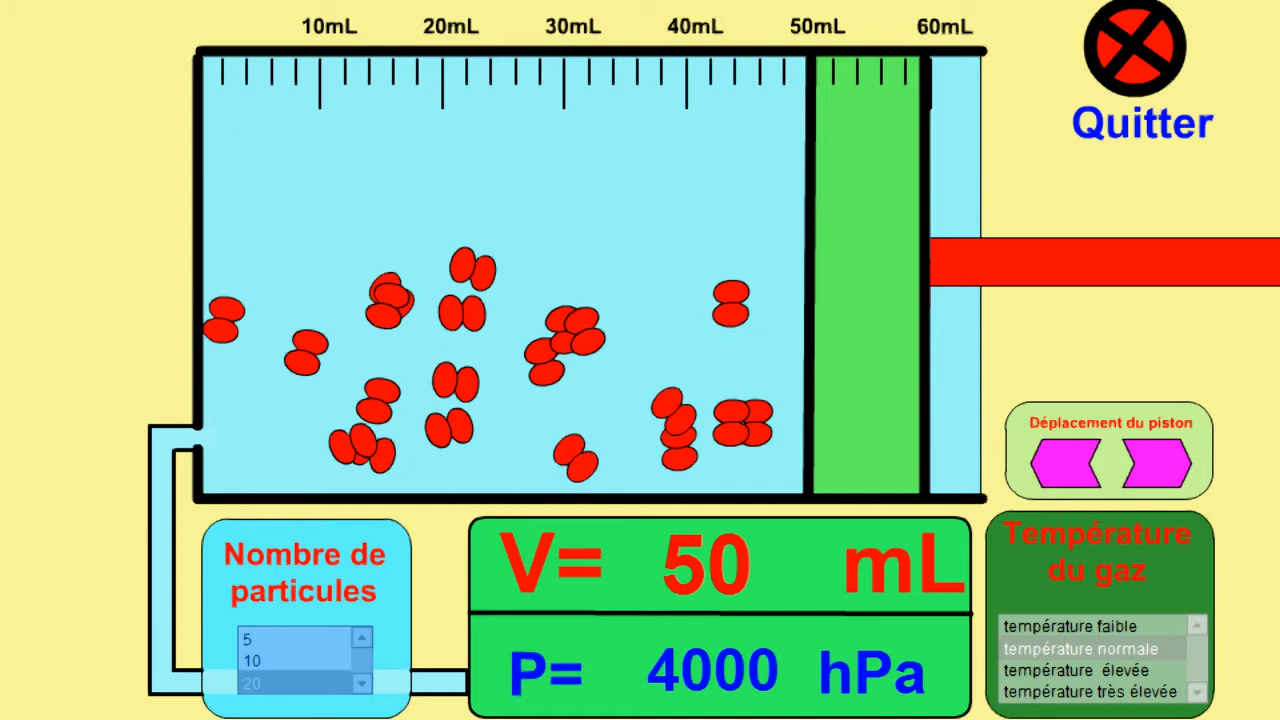 10mL 20mL 30mL 40mL 50mL 60mL
Quitter
Déplacement du piston
Nombre de
particules
5
10
20
V= 50 mL
P= 4000 hPa
Température
du gaz
température faible
température normale
température élevée
température très élevée